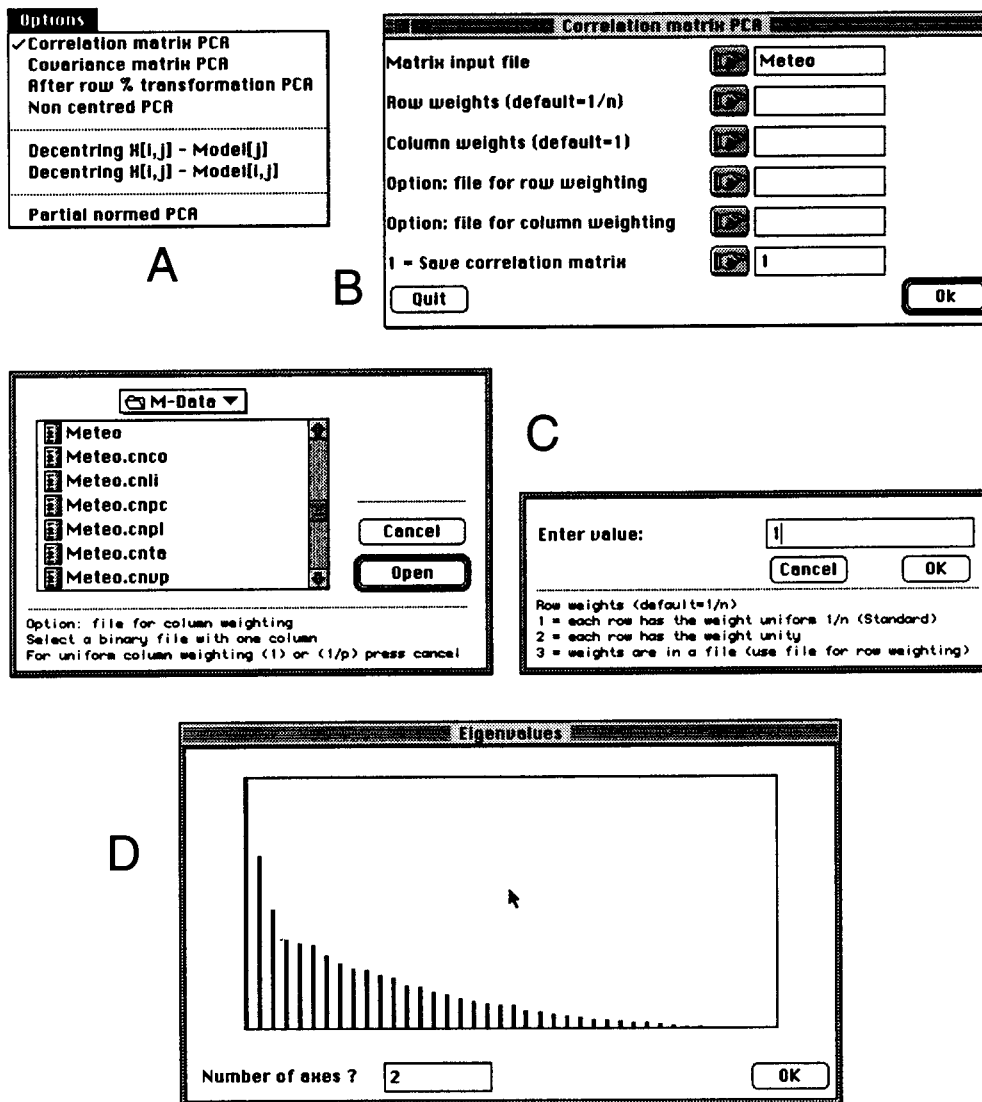 Options
✓Correlation matrix PCA
Covariance matrix PCA
After row % transformation PCA
Non centred PCA
Decentring X[i,j] - Model[j]
Decentring X[i,j] - Model[i,j]
Partial normed PCA
A
Correlation matrix PCA
Matrix input file
Meteo
Row weights (default=1/n)
Column weights (default=1)
Option: file for row weighting
Option: file for column weighting
1 = Save correlation matrix
1
Quit
Ok
B
M-Data
Meteo
Meteo.cnco
Meteo.cnli
Meteo.cnpc
Meteo.cnpl
Meteo.cnta
Meteo.cnvp
Cancel
Open
Option: file for column weighting
Select a binary file with one column
For uniform column weighting (1) or (1/p) press cancel
C
Enter value:
1
Cancel
OK
Row weights (default=1/n)
1 = each row has the weight uniform 1/n (Standard)
2 = each row has the weight unity
3 = weights are in a file (use file for row weighting)
D
Eigenvalues
Number of axes ?
2
OK